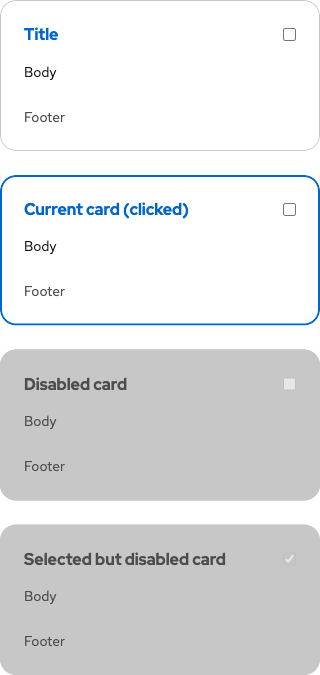 Title
Body
Footer
Current card (clicked)
Body
Footer
Disabled card
Body
Footer
Selected but disabled card
Body
Footer